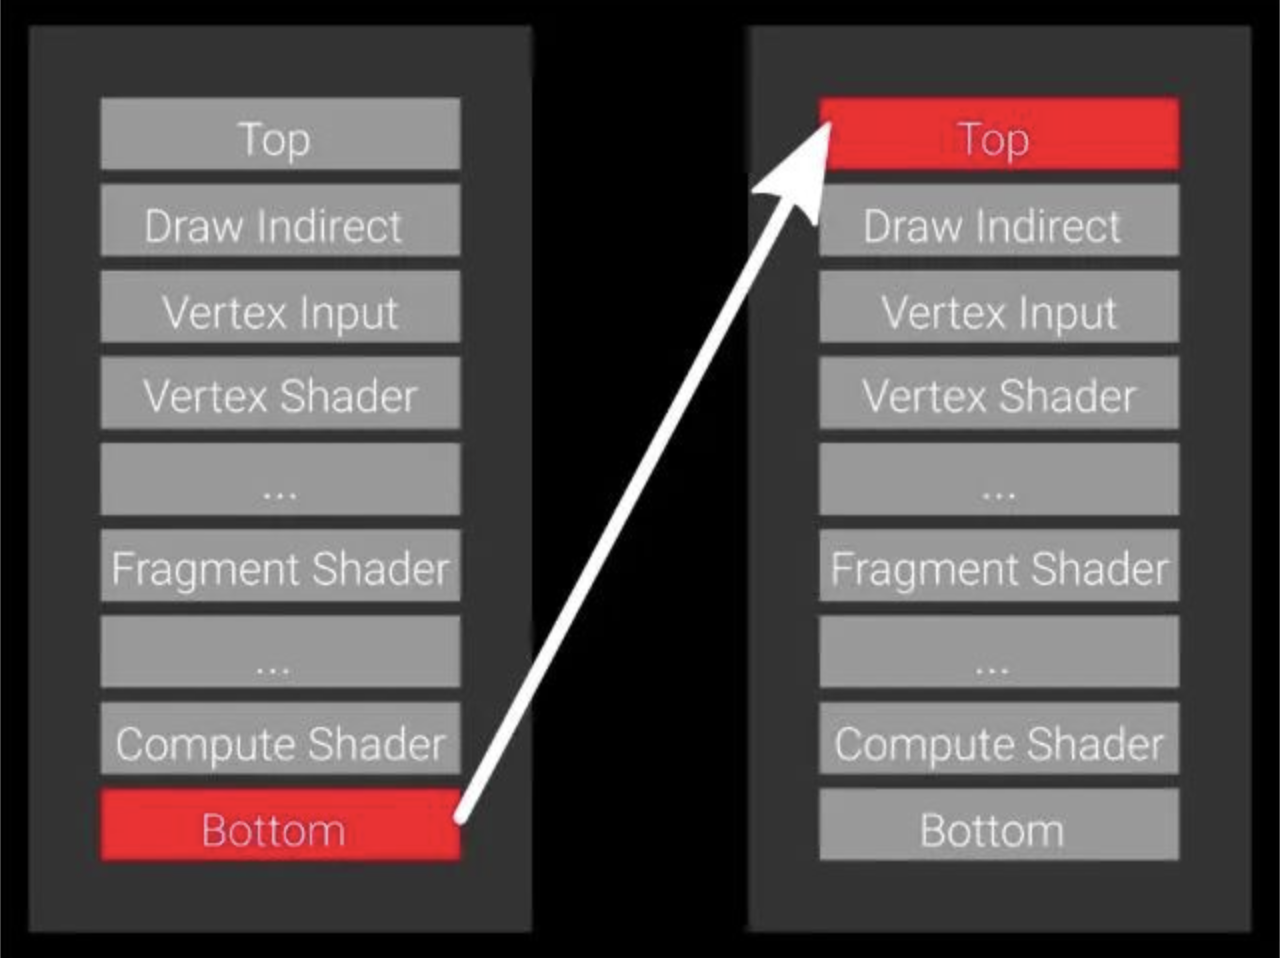 Top
Draw Indirect
Vertex Input
Vertex Shader
...
Fragment Shader
...
Compute Shader
Bottom
Top
Draw Indirect
Vertex Input
Vertex Shader
...
Fragment Shader
...
Compute Shader
Bottom